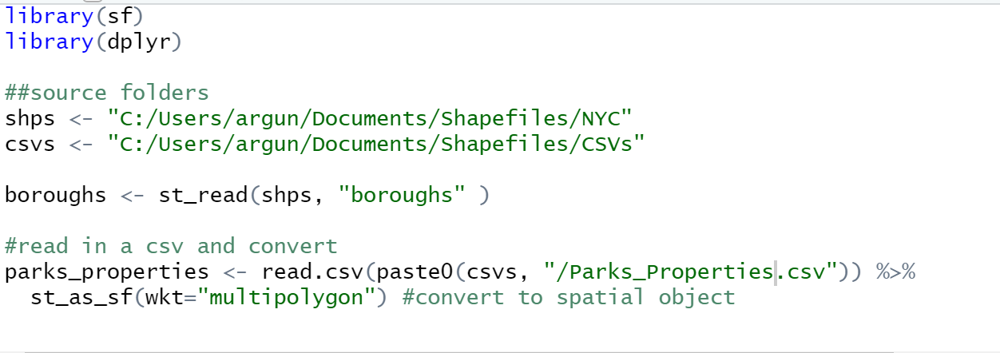 library(sf)
library(dplyr)
##source folders
shps <- "C:/Users/argun/Documents/Shapefiles/NYC"
csvs <- "C:/Users/argun/Documents/Shapefiles/CSVs"
boroughs <- st_read(shps, "boroughs" )
#read in a csv and convert
parks_properties <- read.csv(paste0(csvs, "/Parks_Properties.csv")) %>%
  st_as_sf(wkt="multipolygon") #convert to spatial object